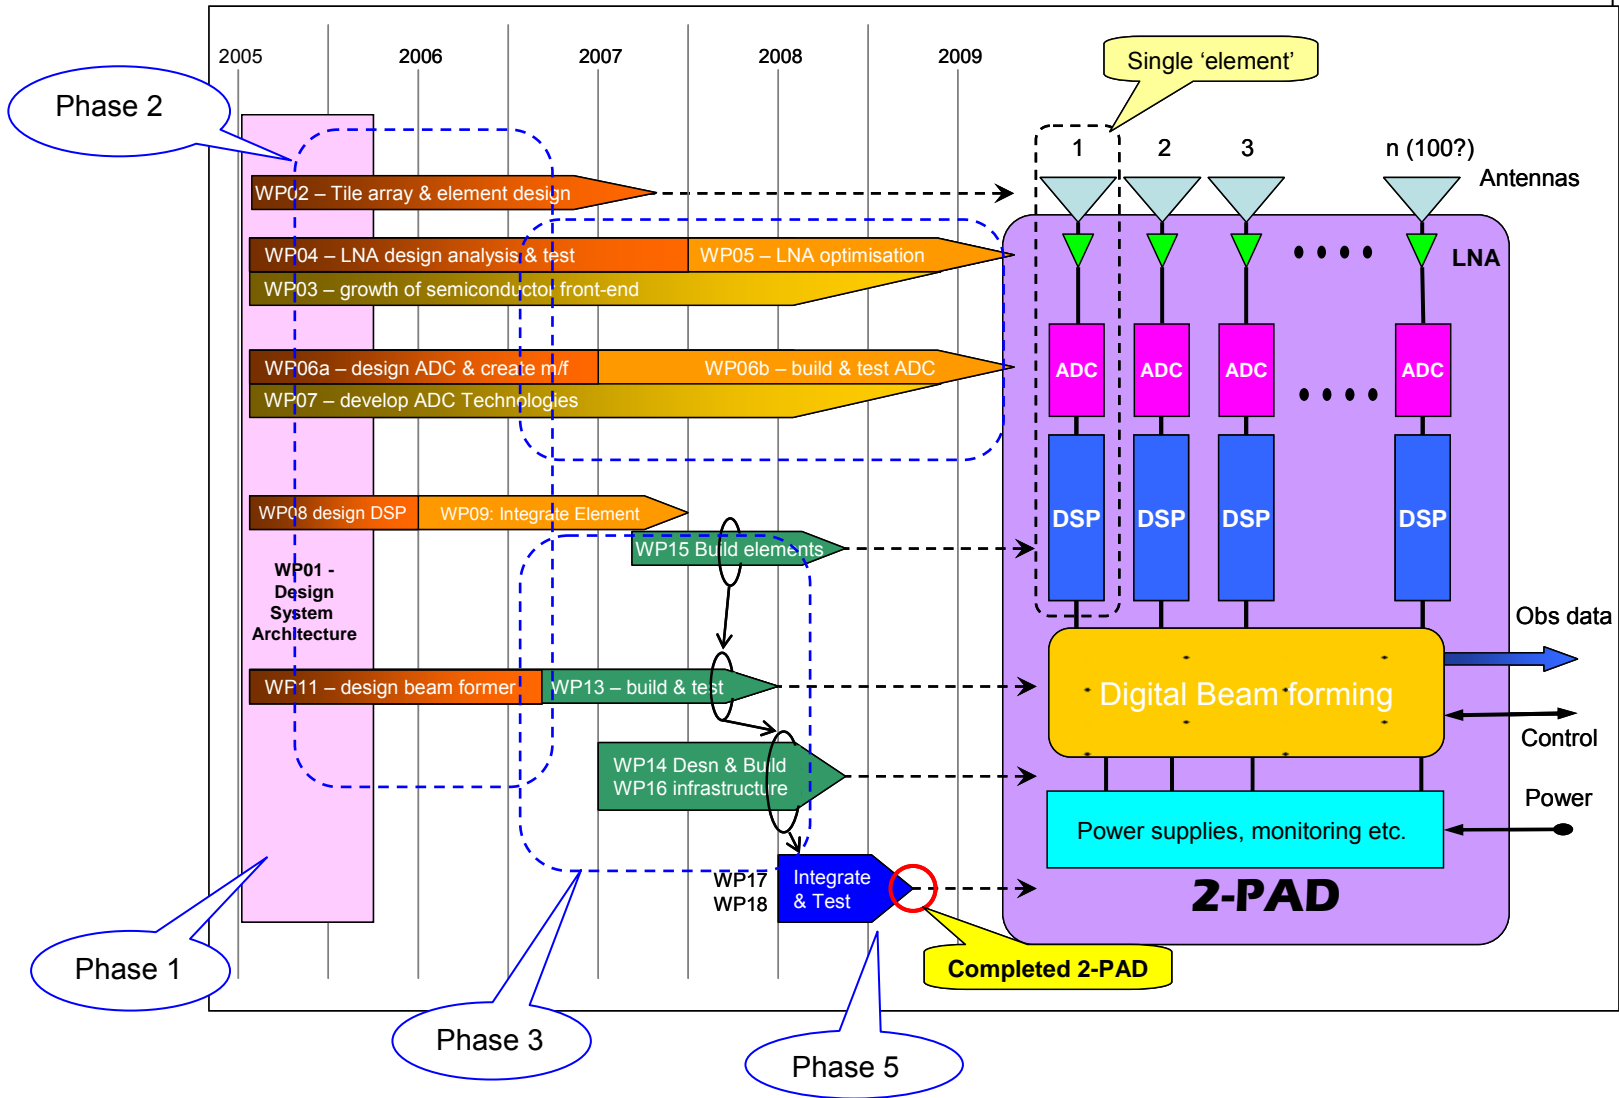 2005
2006
2007
2008
2009
Single ‘element’
Phase 2
1
2
3
n (100?)
Antennas
WP02 – Tile array & element design
WP04 – LNA design analysis & test
WP05 – LNA optimisation
LNA
WP03 – growth of semiconductor front-end
WP06a – design ADC & create m/f
WP06b – build & test ADC
ADC
ADC
ADC
ADC
WP07 – develop ADC Technologies
WP08 design DSP
WP09: Integrate Element
DSP
DSP
DSP
DSP
WP15 Build elements
WP01 -
Design
System
Architecture
Obs data
WP11 – design beam former
WP13 – build & test
Digital Beam forming
Control
WP14 Desn & Build
WP16 infrastructure
Power
Power supplies, monitoring etc.
WP17
WP18
Integrate
& Test
2-PAD
Completed 2-PAD
Phase 1
Phase 3
Phase 5